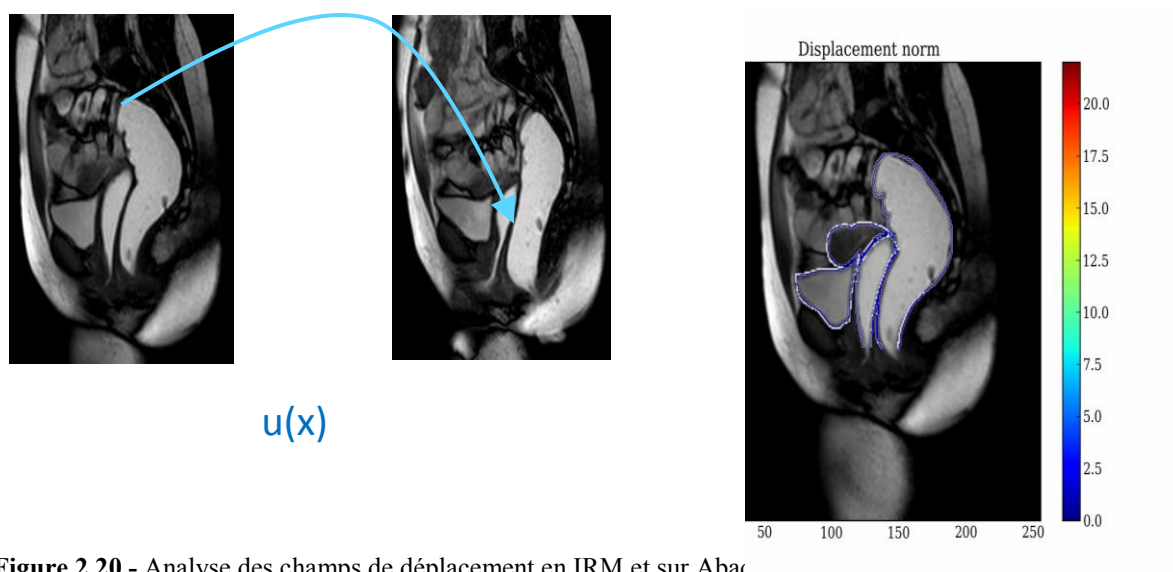 Displacement norm
20.0
17.5
15.0
12.5
10.0
7.5
5.0
2.5
0.0
50 100 150 200 250
u(x)
Figure 2.20 - Analyse des champs de déplacement en IRM et sur